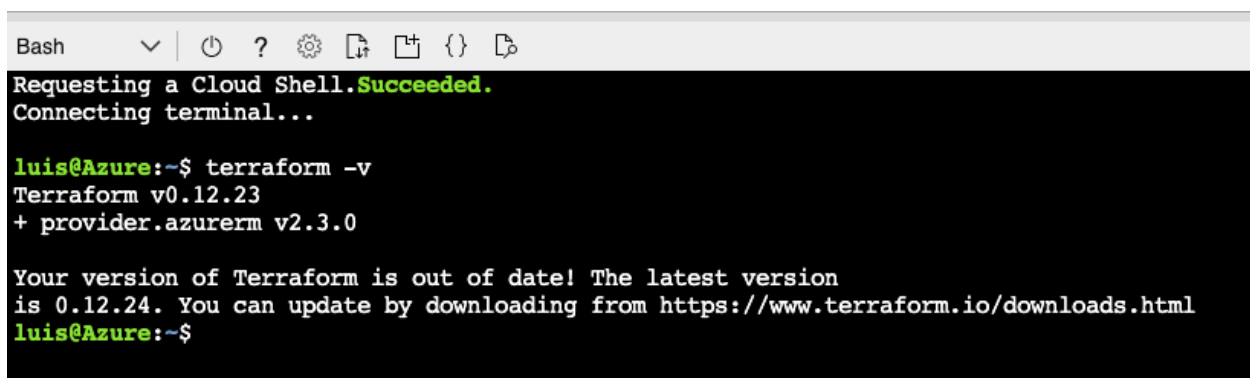 Bash
Requesting a Cloud Shell.Succeeded.
Connecting terminal...
luis@Azure:~$ terraform -v
Terraform v0.12.23
+ provider.azurerm v2.3.0
Your version of Terraform is out of date! The latest version
is 0.12.24. You can update by downloading from https://www.terraform.io/downloads.html
luis@Azure:~$